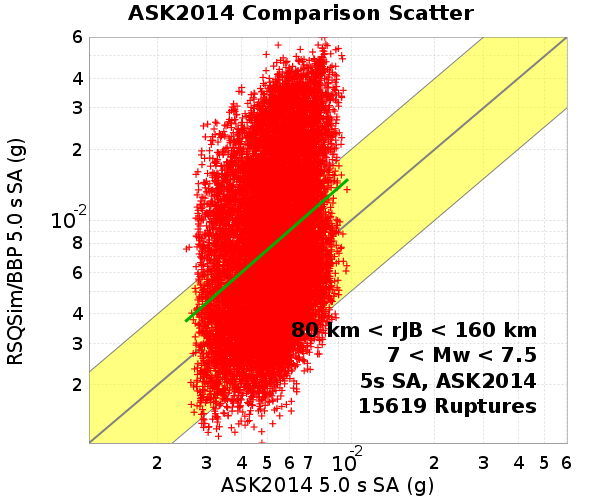 ASK2014 Comparison Scatter
RSQSim/BBP 5.0 s SA (g)
6
4
3
2
10-2
8
6
4
3
2
80 km < rJB < 160 km
7 < Mw < 7.5
5s SA, ASK2014
15619 Ruptures
2 3 4 5 6 7 10-2 2 3 4 5 6
ASK2014 5.0 s SA (g)